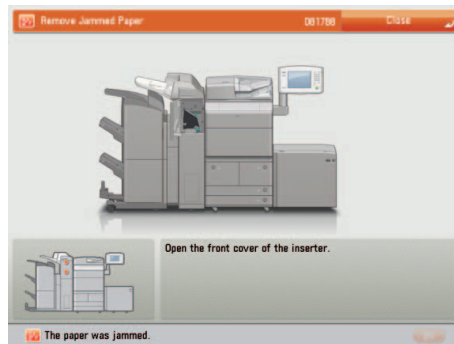 Remove Jammed Paper
081788
Close
Open the front cover of the inserter.
The paper was jammed.